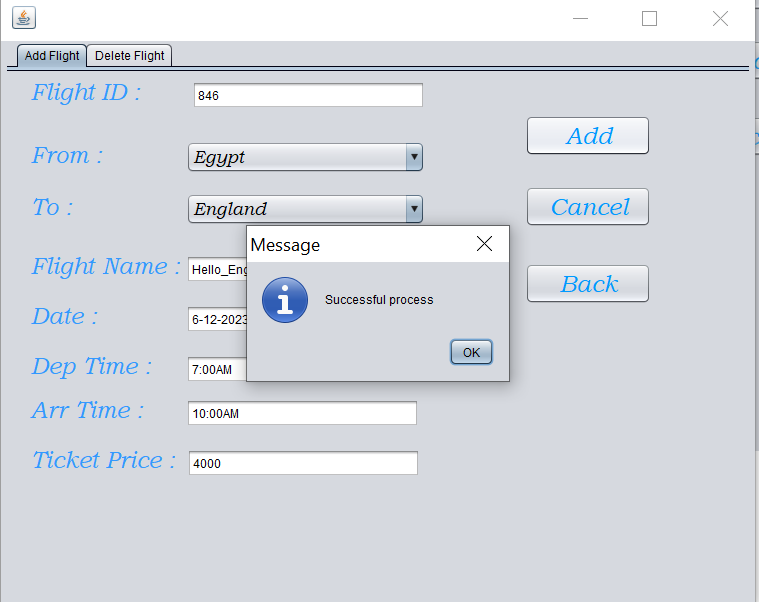 Add Flight Delete Flight
Flight ID : 846
Add
From : Egypt
To : England
Cancel
Message
Flight Name : Hello_Eng
Successful process
Back
Date : 6-12-2023
OK
Dep Time : 7:00AM
Arr Time : 10:00AM
Ticket Price : 4000